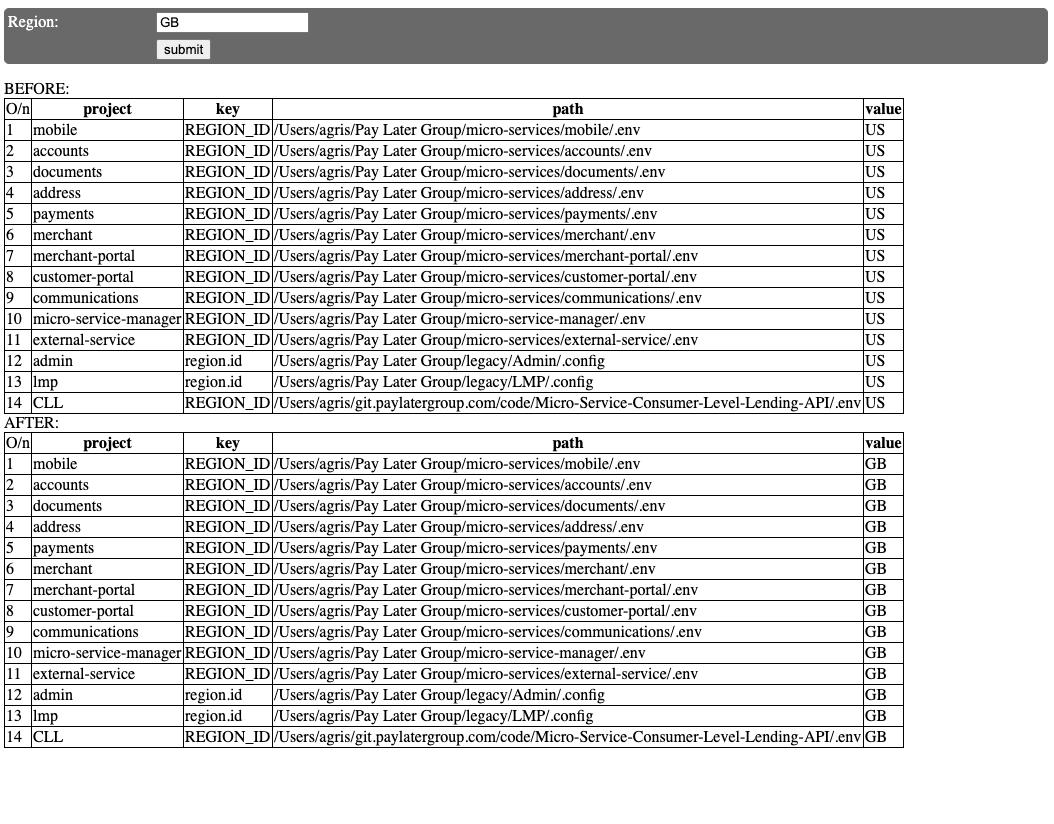 Region: GB
submit
BEFORE:
O/n project key path value
1 mobile REGION_ID /Users/agris/Pay Later Group/micro-services/mobile/.env US
2 accounts REGION_ID /Users/agris/Pay Later Group/micro-services/accounts/.env US
3 documents REGION_ID /Users/agris/Pay Later Group/micro-services/documents/.env US
4 address REGION_ID /Users/agris/Pay Later Group/micro-services/address/.env US
5 payments REGION_ID /Users/agris/Pay Later Group/micro-services/payments/.env US
6 merchant REGION_ID /Users/agris/Pay Later Group/micro-services/merchant/.env US
7 merchant-portal REGION_ID /Users/agris/Pay Later Group/micro-services/merchant-portal/.env US
8 customer-portal REGION_ID /Users/agris/Pay Later Group/micro-services/customer-portal/.env US
9 communications REGION_ID /Users/agris/Pay Later Group/micro-services/communications/.env US
10 micro-service-manager REGION_ID /Users/agris/Pay Later Group/micro-service-manager/.env US
11 external-service REGION_ID /Users/agris/Pay Later Group/micro-services/external-service/.env US
12 admin region.id /Users/agris/Pay Later Group/legacy/Admin/.config US
13 lmp region.id /Users/agris/Pay Later Group/legacy/LMP/.config US
14 CLL REGION_ID /Users/agris/git.paylatergroup.com/code/Micro-Service-Consumer-Level-Lending-API/.env US
AFTER:
O/n project key path value
1 mobile REGION_ID /Users/agris/Pay Later Group/micro-services/mobile/.env GB
2 accounts REGION_ID /Users/agris/Pay Later Group/micro-services/accounts/.env GB
3 documents REGION_ID /Users/agris/Pay Later Group/micro-services/documents/.env GB
4 address REGION_ID /Users/agris/Pay Later Group/micro-services/address/.env GB
5 payments REGION_ID /Users/agris/Pay Later Group/micro-services/payments/.env GB
6 merchant REGION_ID /Users/agris/Pay Later Group/micro-services/merchant/.env GB
7 merchant-portal REGION_ID /Users/agris/Pay Later Group/micro-services/merchant-portal/.env GB
8 customer-portal REGION_ID /Users/agris/Pay Later Group/micro-services/customer-portal/.env GB
9 communications REGION_ID /Users/agris/Pay Later Group/micro-services/communications/.env GB
10 micro-service-manager REGION_ID /Users/agris/Pay Later Group/micro-service-manager/.env GB
11 external-service REGION_ID /Users/agris/Pay Later Group/micro-services/external-service/.env GB
12 admin region.id /Users/agris/Pay Later Group/legacy/Admin/.config GB
13 lmp region.id /Users/agris/Pay Later Group/legacy/LMP/.config GB
14 CLL REGION_ID /Users/agris/git.paylatergroup.com/code/Micro-Service-Consumer-Level-Lending-API/.env GB